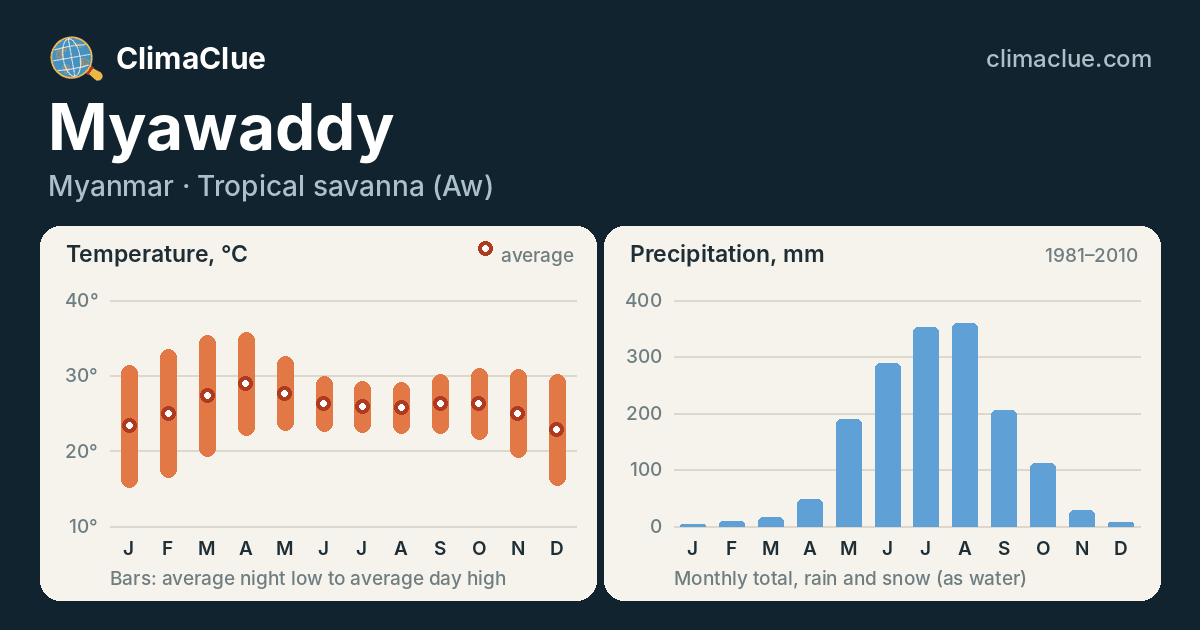 ClimaClue
climaclue.com
Myawaddy
Myanmar · Tropical savanna (Aw)
Temperature, °C
average
40°
30°
20°
10°
J F M A M J J A S O N D
Bars: average night low to average day high
Precipitation, mm
1981–2010
400
300
200
100
0
J F M A M J J A S O N D
Monthly total, rain and snow (as water)